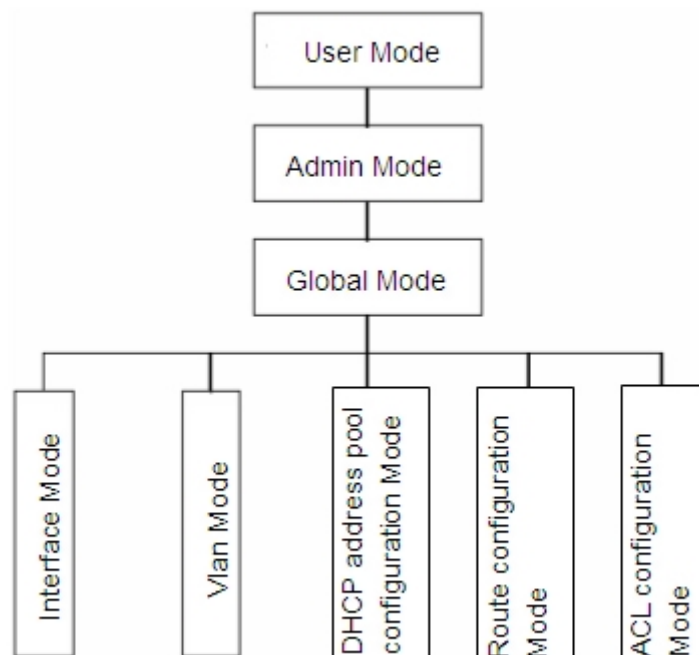 User Mode
Admin Mode
Global Mode
Interface Mode
Vlan Mode
DHCP address pool
configuration Mode
Route configuration
Mode
ACL configuration
Mode